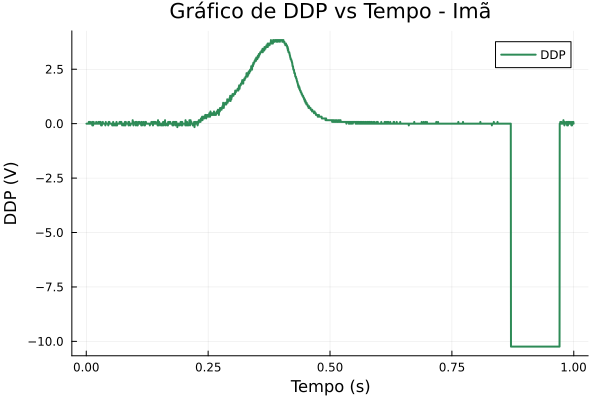 Gráfico de DDP vs Tempo - Imã
DDP
2.5
0.0
−2.5
−5.0
−7.5
−10.0
DDP (V)
0.00 0.25 0.50 0.75 1.00
Tempo (s)